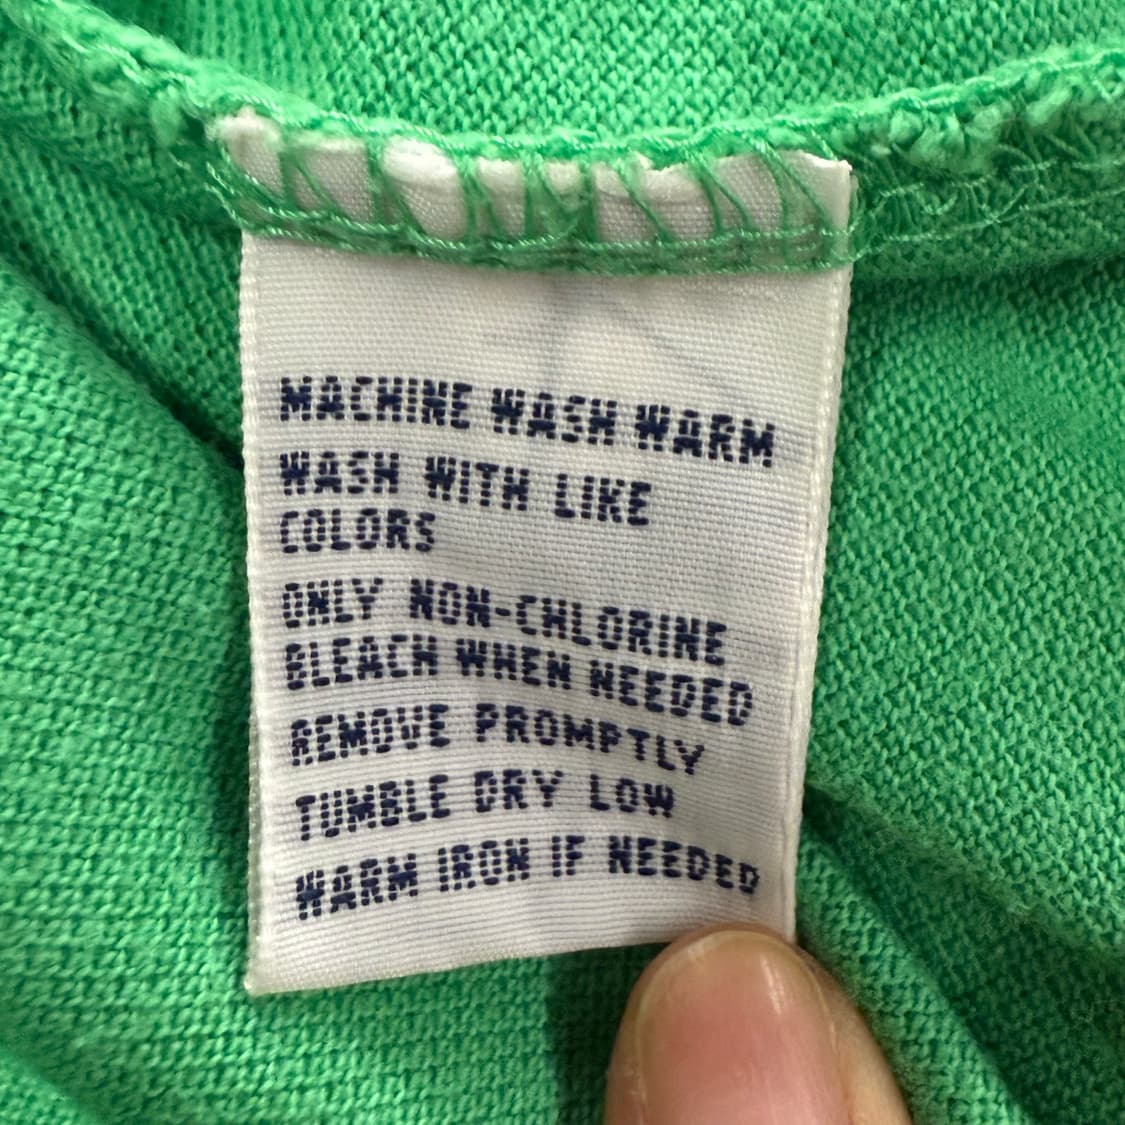 MACHINE WASH WARM
WASH WITH LIKE
COLORS
ONLY NON-CHLORINE
BLEACH WHEN NEEDED
REMOVE PROMPTLY
TUMBLE DRY LOW
WARM IRON IF NEEDED